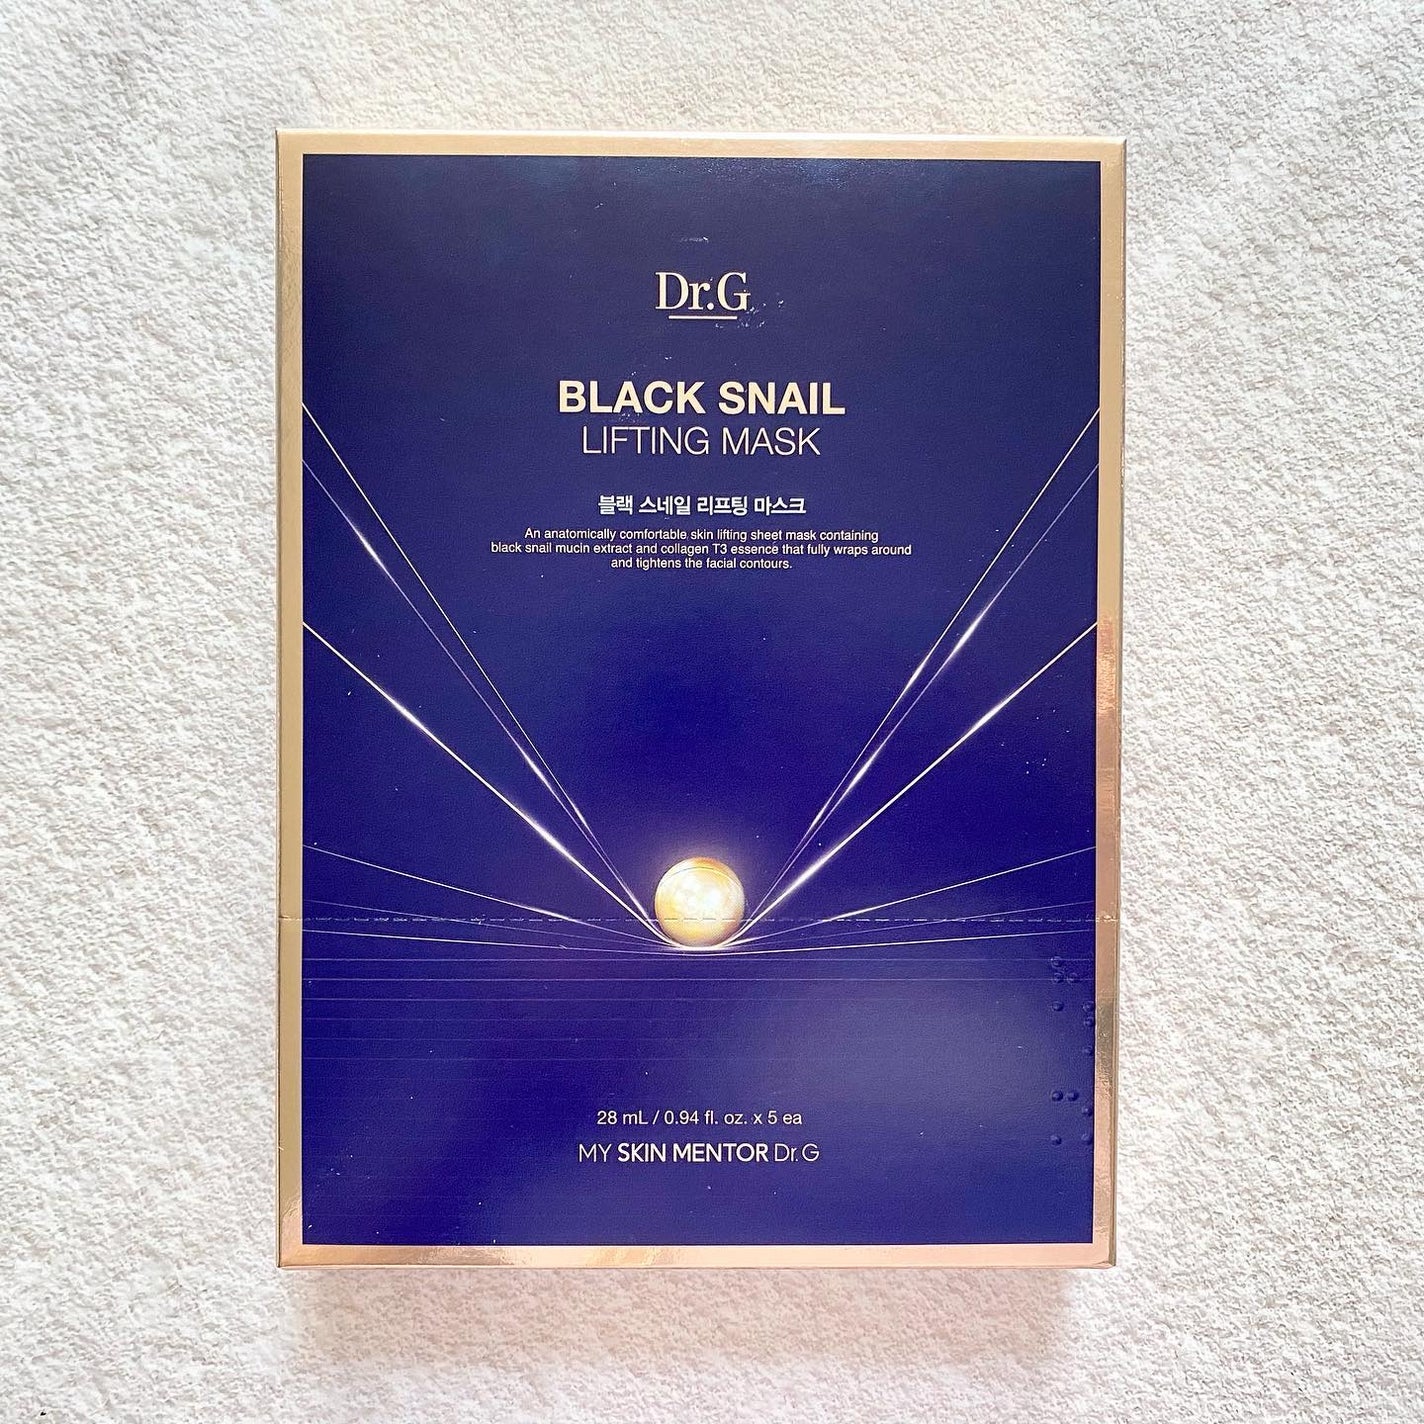 Dr.G
BLACK SNAIL
LIFTING MASK
블랙 스네일 리프팅 마스크
An anatomically comfortable skin lifting sheet mask containing
black snail mucin extract and collagen T3 essence that fully wraps around
and tightens the facial contours.
28 mL / 0.94 fl. oz. x 5 ea
MY SKIN MENTOR Dr.G